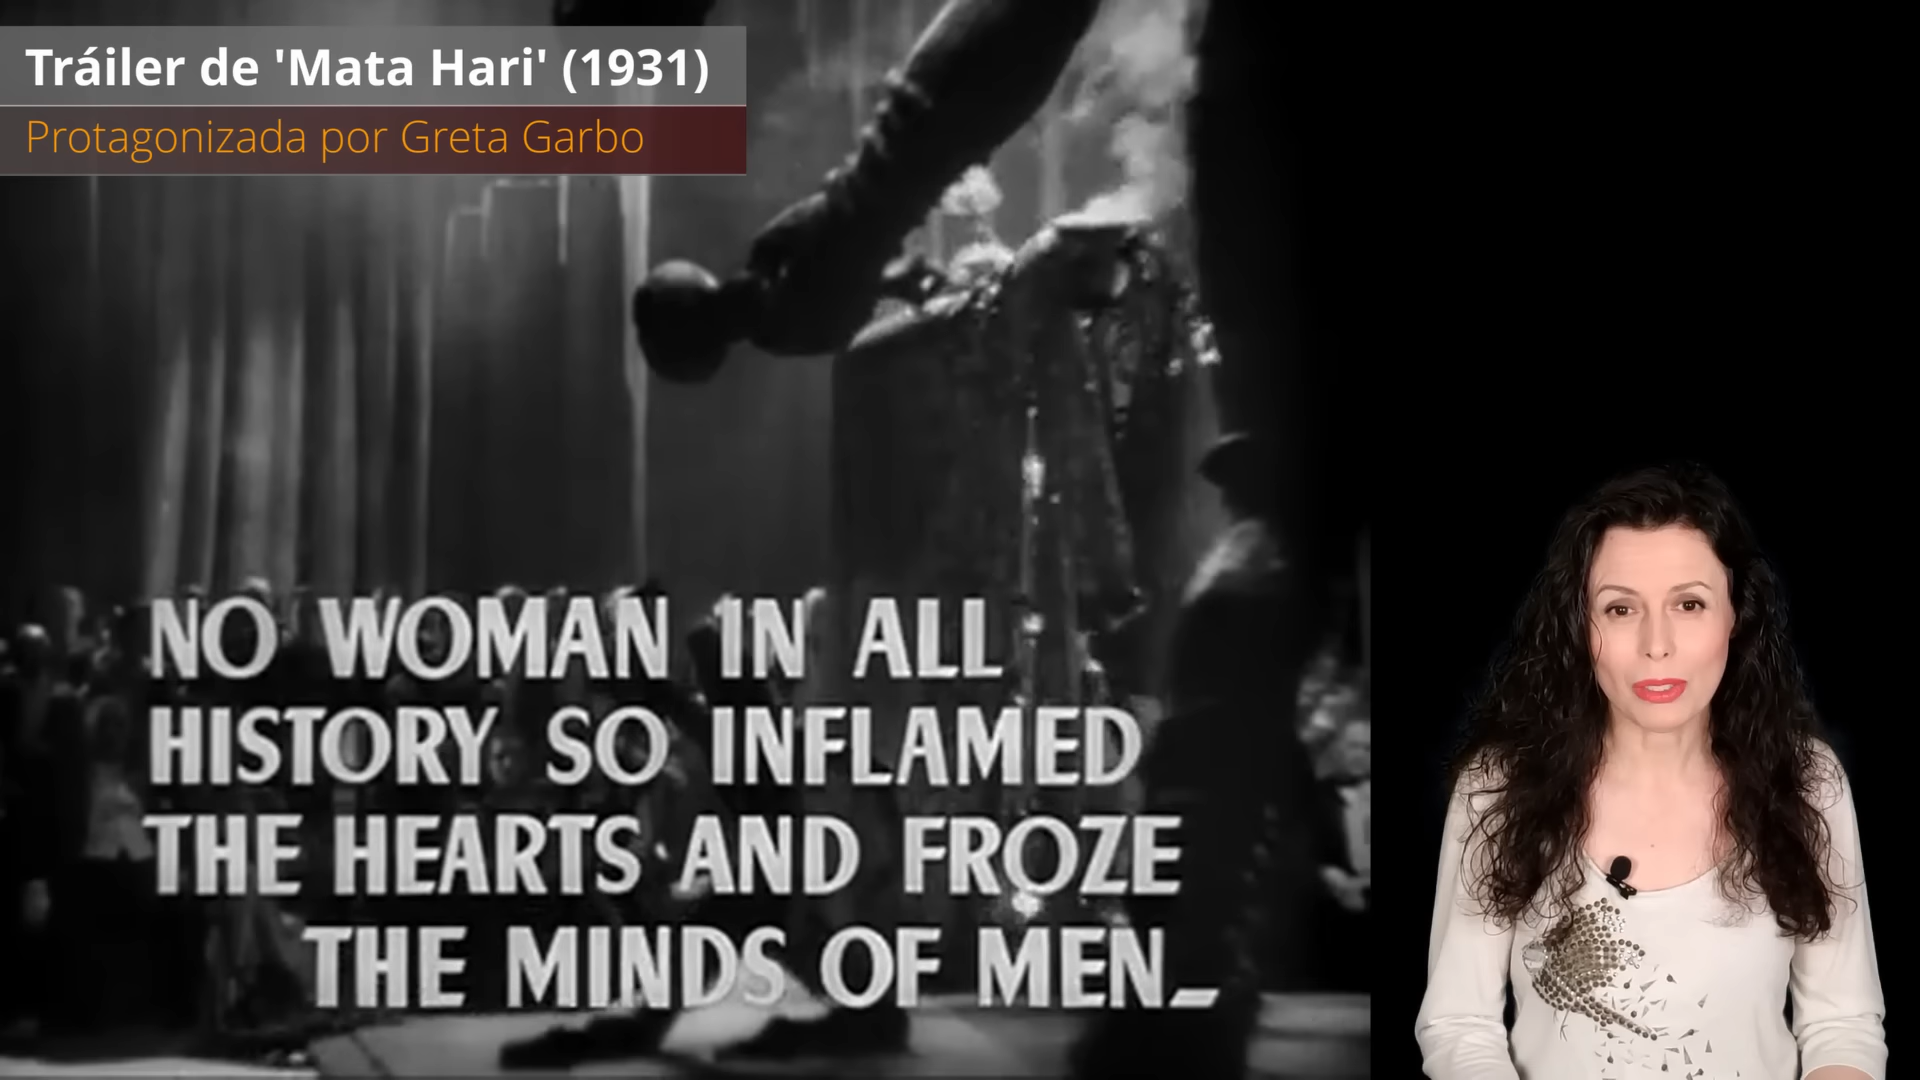 Tráiler de 'Mata Hari' (1931)
Protagonizada por Greta Garbo
NO WOMAN IN ALL
HISTORY SO INFLAMED
THE HEARTS AND FROZE
THE MINDS OF MEN_